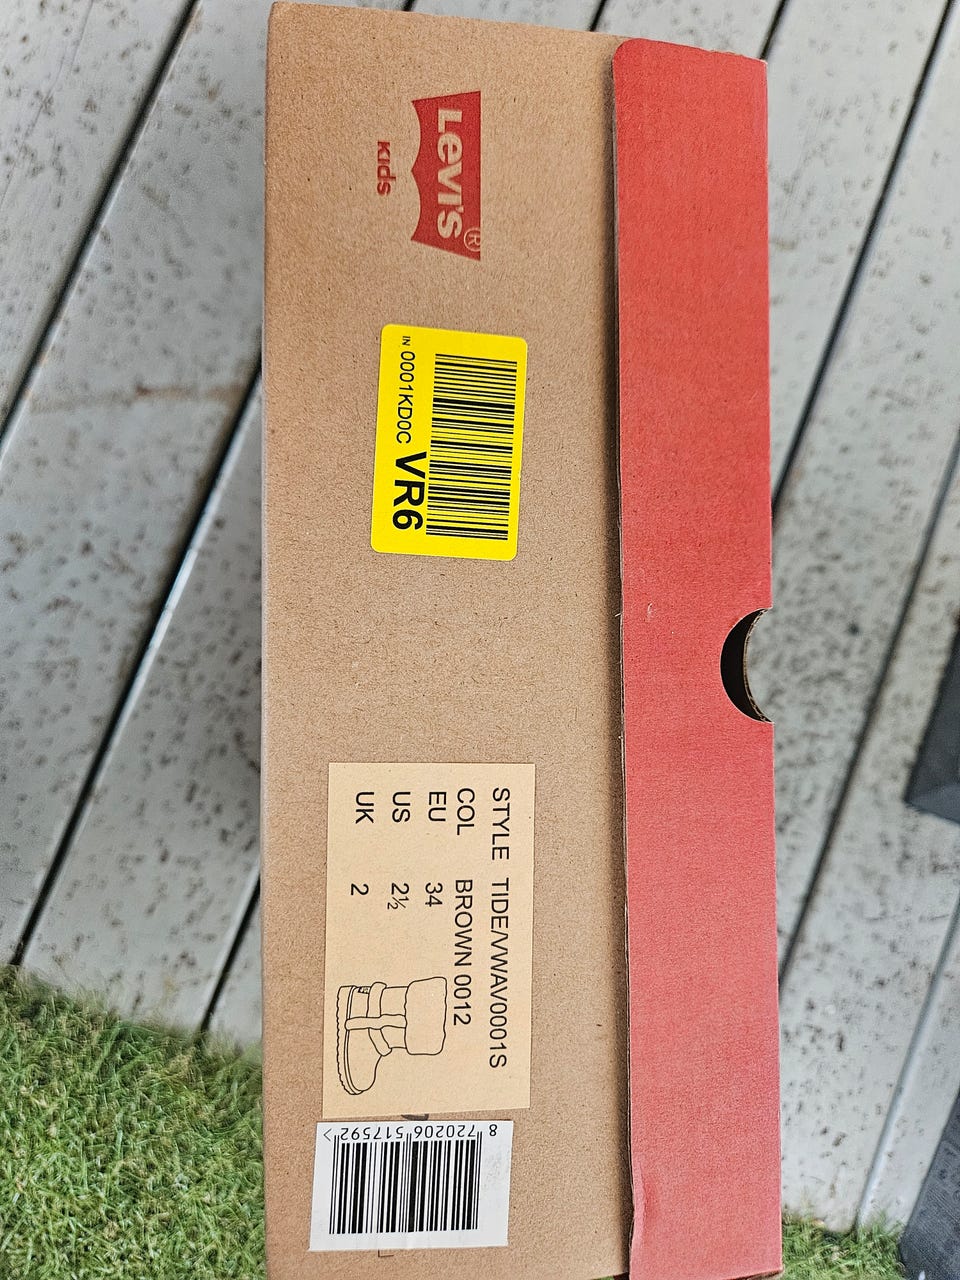 LEVI'S®
KIDS
IN 0001KD0C VR6
STYLE TIDE/VWAV0001S
COL BROWN 0012
EU 34
US 2½
UK 2
8 720206 517592 >